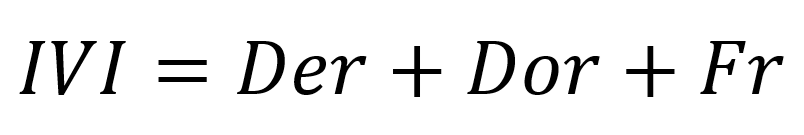 IVI = Der + Dor + Fr